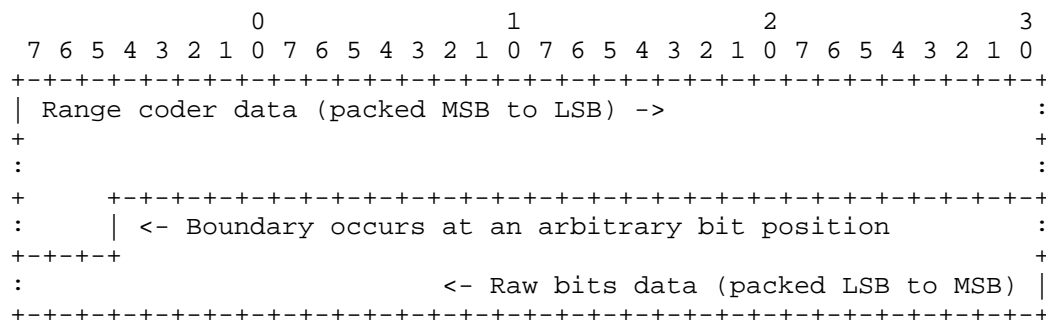 0               1               2               3
 7 6 5 4 3 2 1 0 7 6 5 4 3 2 1 0 7 6 5 4 3 2 1 0 7 6 5 4 3 2 1 0
+-+-+-+-+-+-+-+-+-+-+-+-+-+-+-+-+-+-+-+-+-+-+-+-+-+-+-+-+-+-+-+-+
| Range coder data (packed MSB to LSB) ->                       :
+                                                               +
:                                                               :
+     +-+-+-+-+-+-+-+-+-+-+-+-+-+-+-+-+-+-+-+-+-+-+-+-+-+-+-+-+-+
:     | <- Boundary occurs at an arbitrary bit position         :
+-+-+-+                                                         +
:                          <- Raw bits data (packed LSB to MSB) |
+-+-+-+-+-+-+-+-+-+-+-+-+-+-+-+-+-+-+-+-+-+-+-+-+-+-+-+-+-+-+-+-+